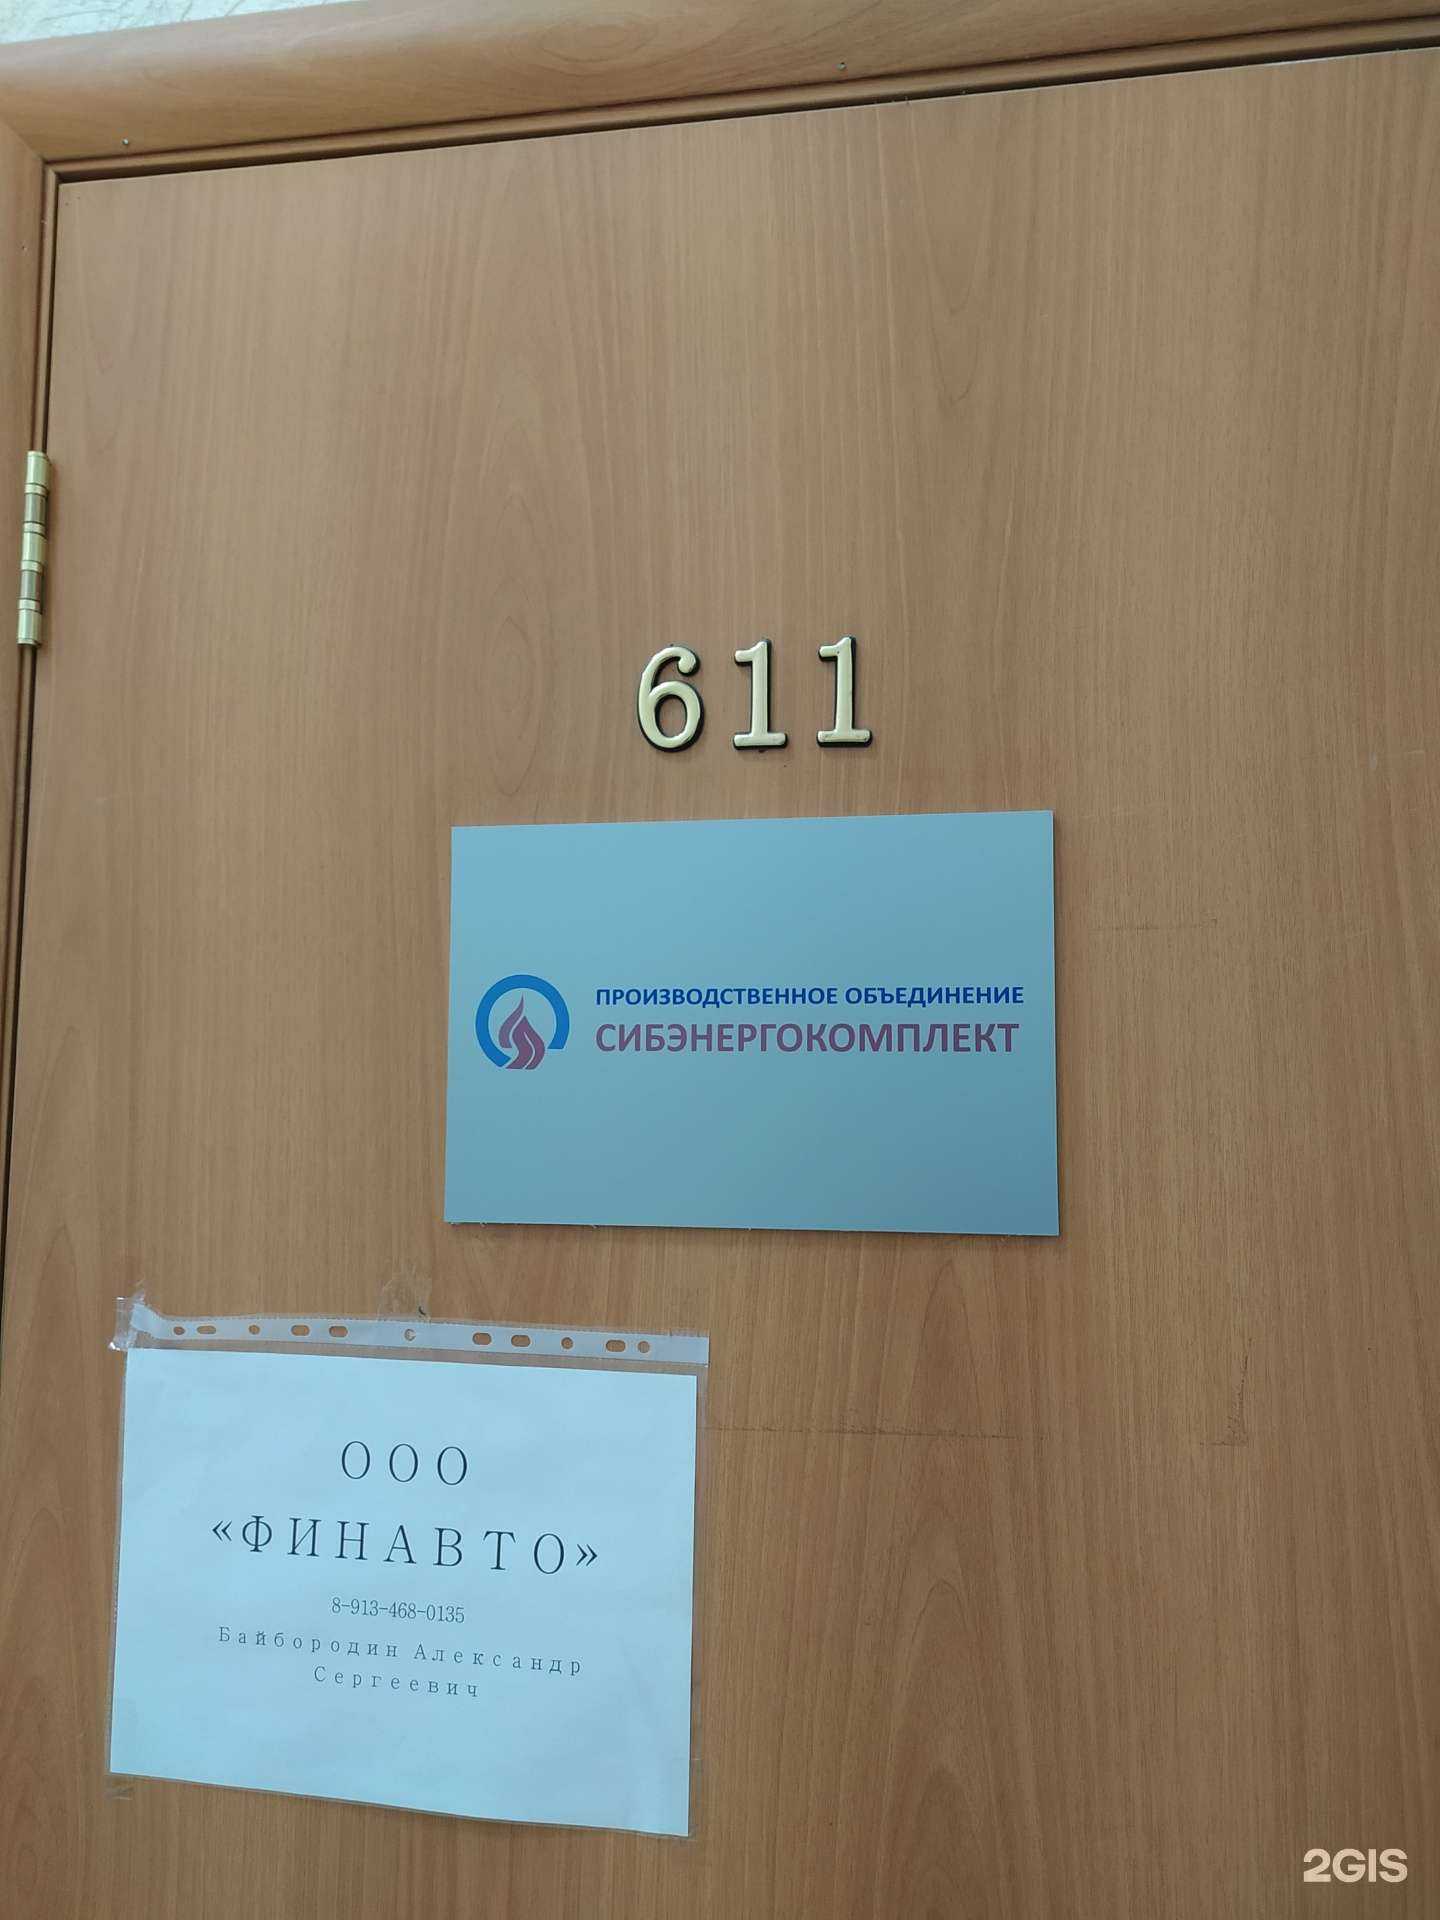 611
ПРОИЗВОДСТВЕННОЕ ОБЪЕДИНЕНИЕ
СИБЭНЕРГОКОМПЛЕКТ
ООО
«ФИНАВТО»
8-913-468-0135
Байбородин Александр
Сергеевич
2GIS